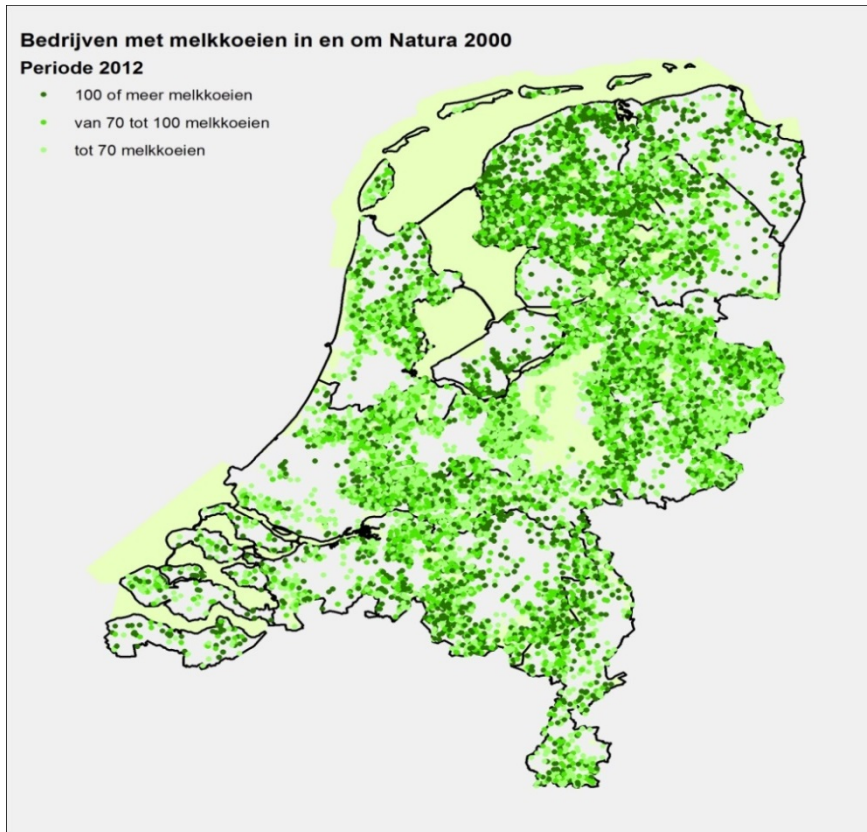 Bedrijven met melkkoeien in en om Natura 2000
Periode 2012
100 of meer melkkoeien
van 70 tot 100 melkkoeien
tot 70 melkkoeien